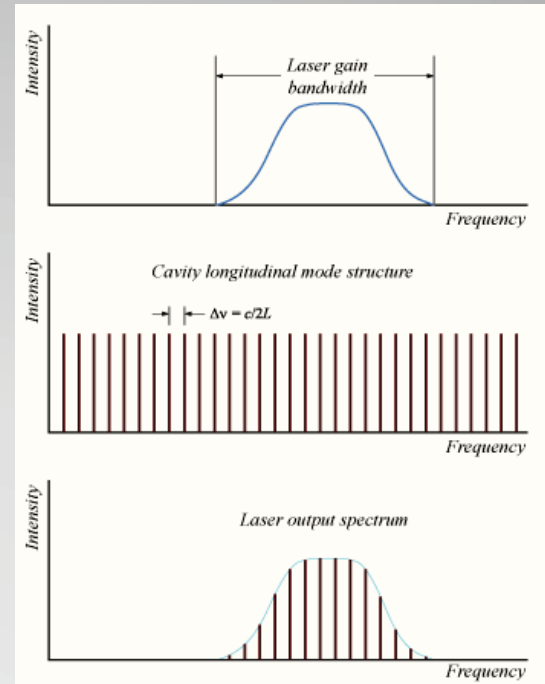 Intensity
Laser gain
bandwidth
Frequency
Intensity
Cavity longitudinal mode structure
Δν = c/2L
Frequency
Intensity
Laser output spectrum
Frequency